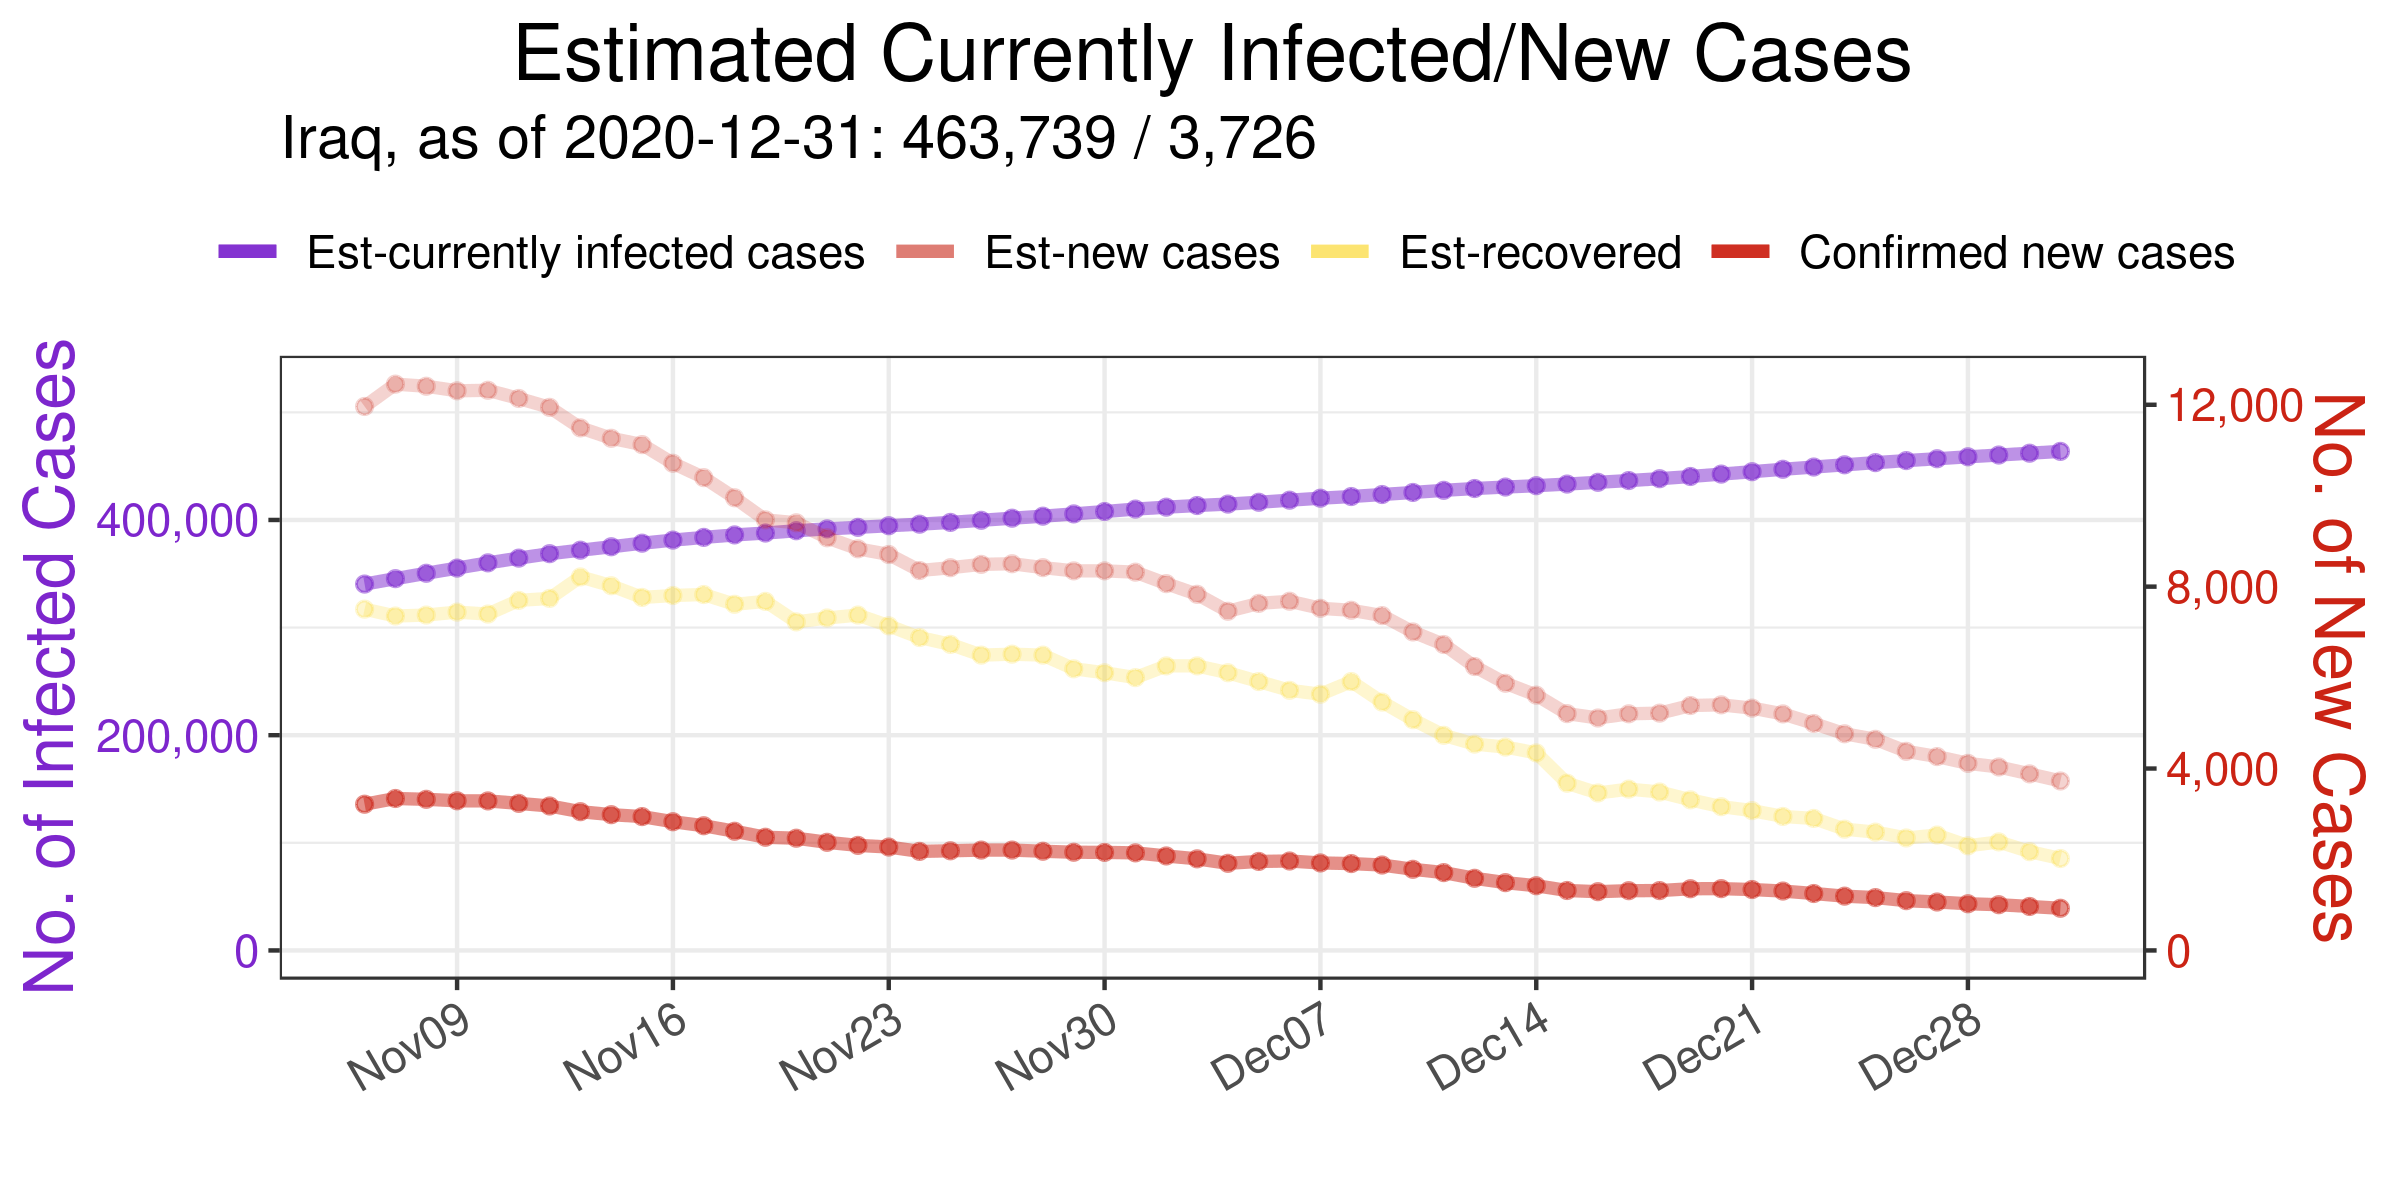 Estimated Currently Infected/New Cases
Iraq, as of 2020-12-31: 463,739 / 3,726
Est-currently infected cases Est-new cases Est-recovered Confirmed new cases
No. of Infected Cases
400,000
200,000
0
12,000
8,000
4,000
0
No. of New Cases
Nov09 Nov16 Nov23 Nov30 Dec07 Dec14 Dec21 Dec28